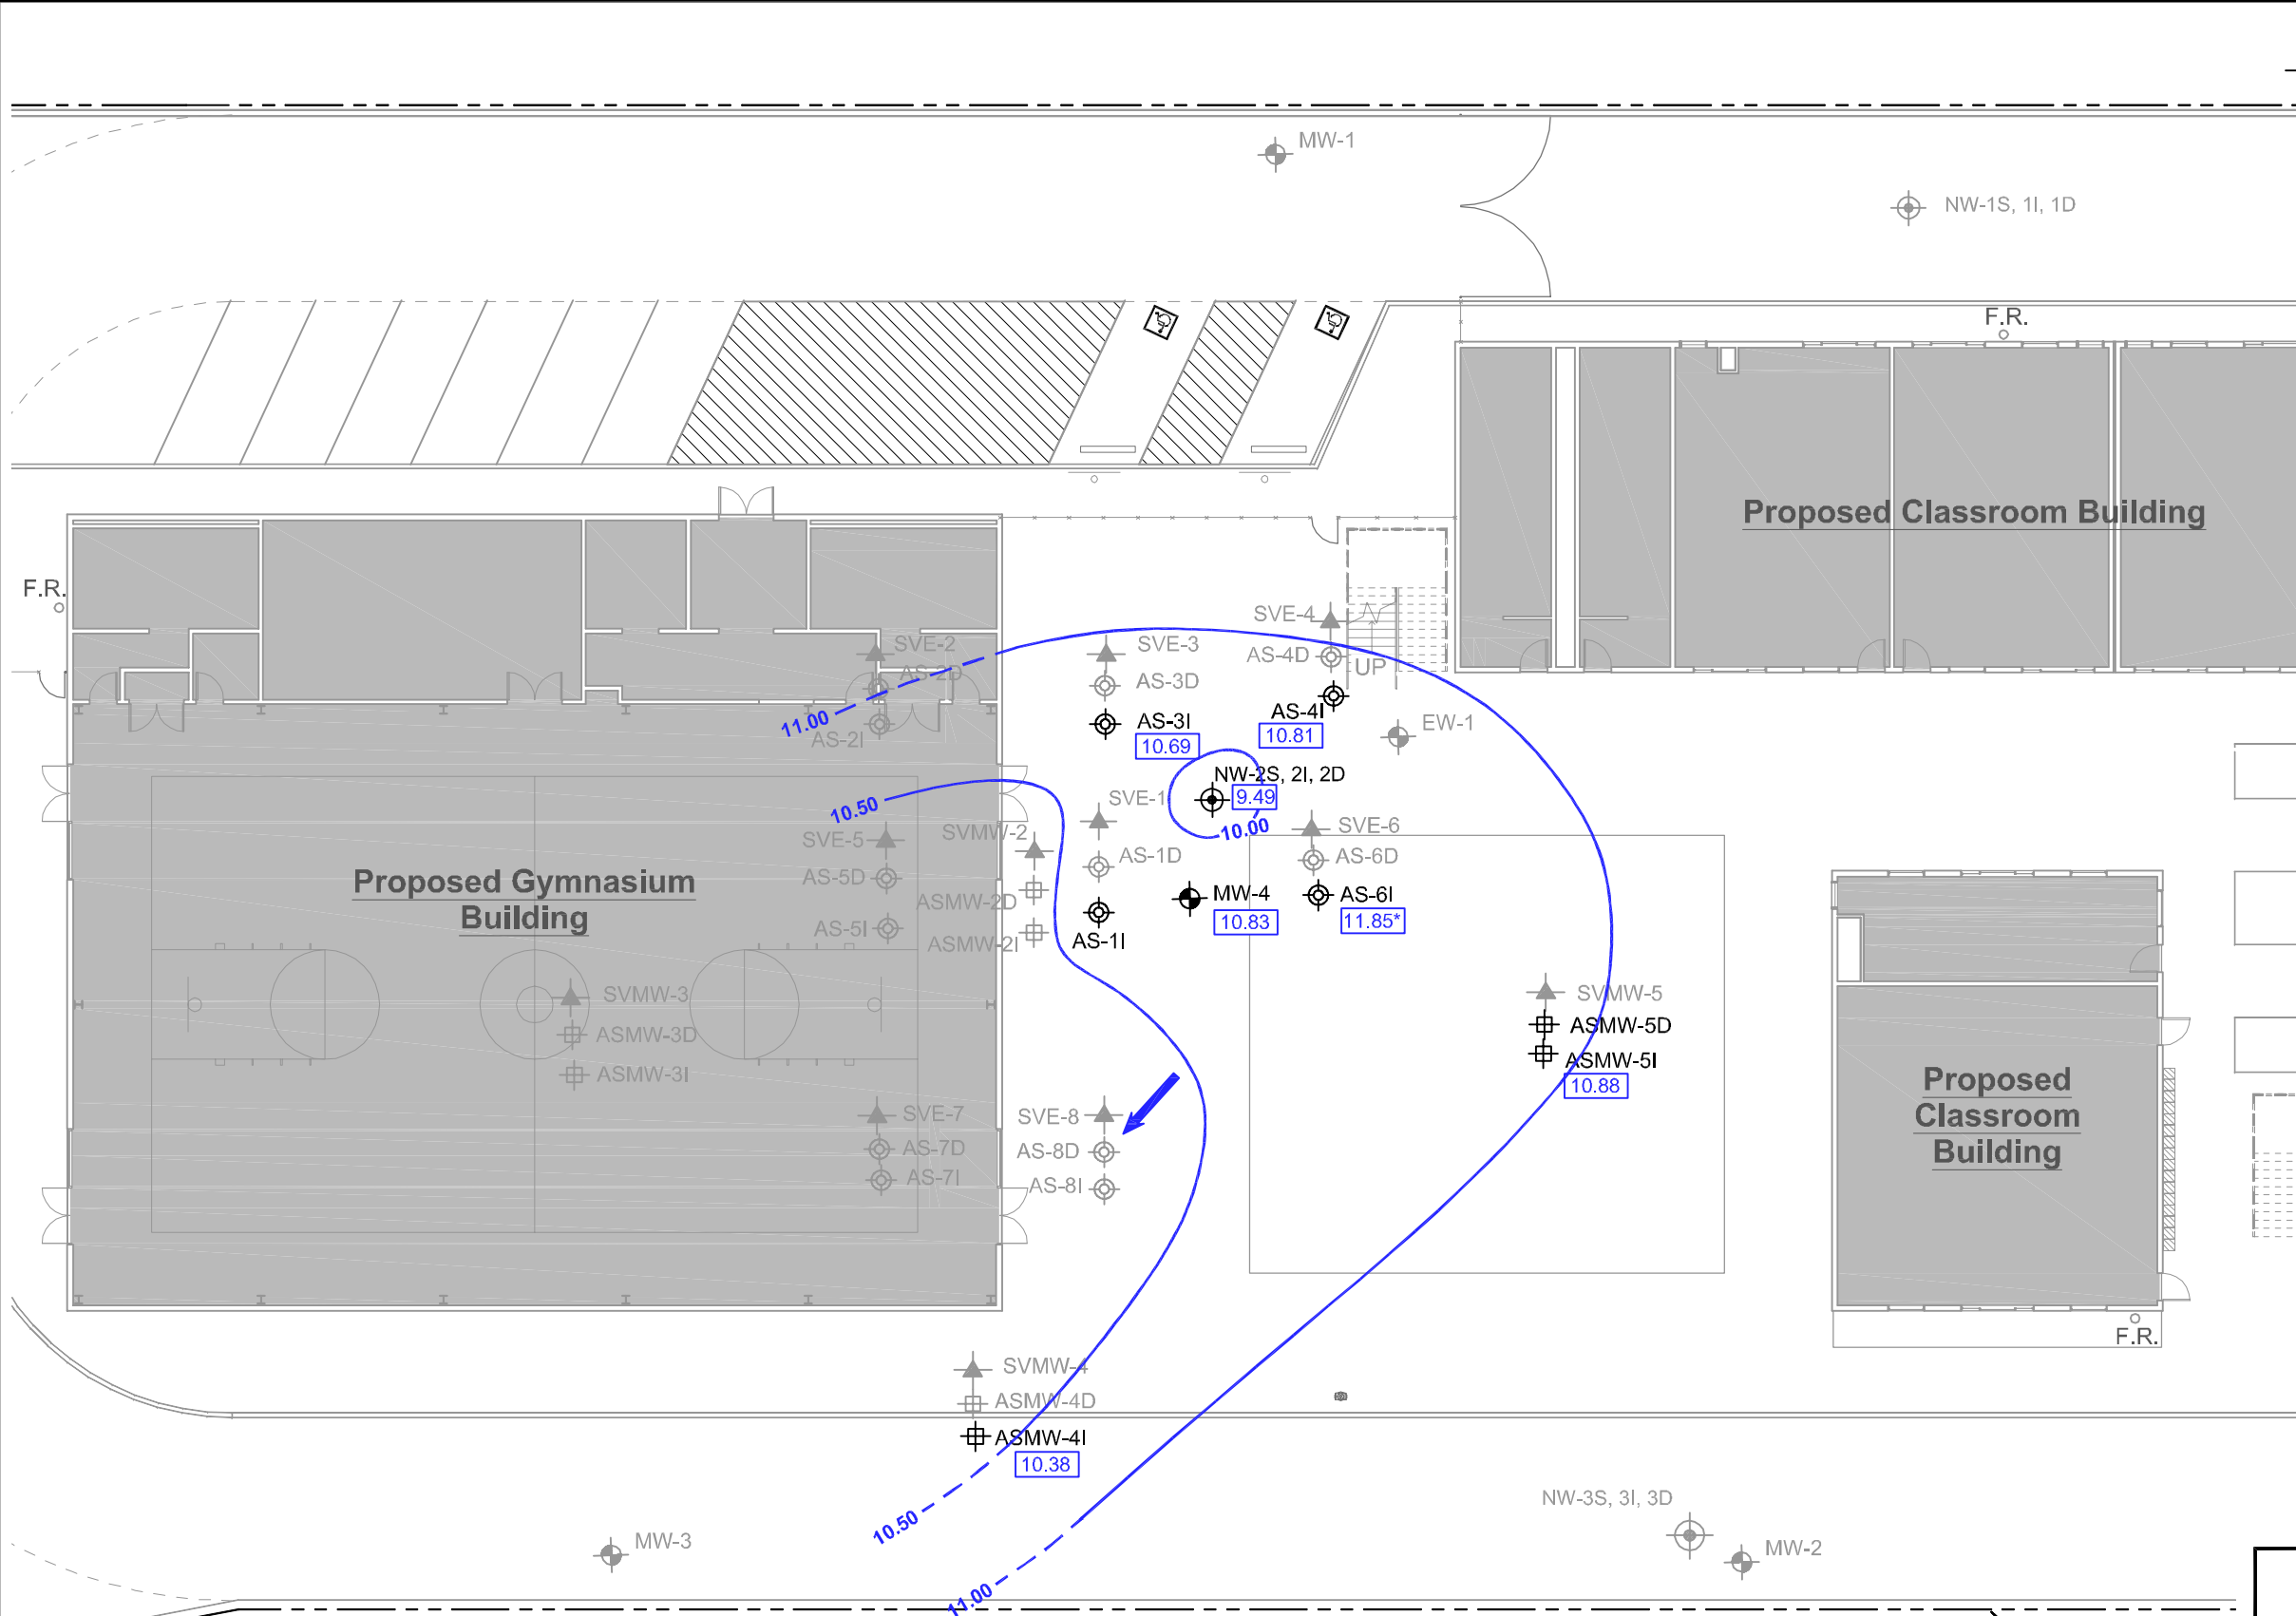 MW-1
NW-1S, 1I, 1D
F.R.
Proposed Classroom Building
F.R.
SVE-4
SVE-2
SVE-3
AS-4D
UP
AS-2D
AS-3D
11.00
AS-2I
AS-3I
10.69
AS-4I
10.81
EW-1
NW-2S, 2I, 2D
9.49
10.50
SVE-1
10.00
SVE-5
SVMW-2
SVE-6
AS-1D
AS-6D
Proposed Gymnasium
Building
AS-5D
ASMW-2D
MW-4
10.83
AS-6I
11.85*
AS-5I
ASMW-2I
AS-1I
SVMW-3
SVMW-5
ASMW-3D
ASMW-5D
ASMW-3I
ASMW-5I
10.88
Proposed
Classroom
Building
SVE-7
SVE-8
AS-7D
AS-8D
AS-7I
AS-8I
F.R.
SVMW-4
ASMW-4D
ASMW-4I
10.38
10.50
NW-3S, 3I, 3D
MW-3
MW-2
11.00